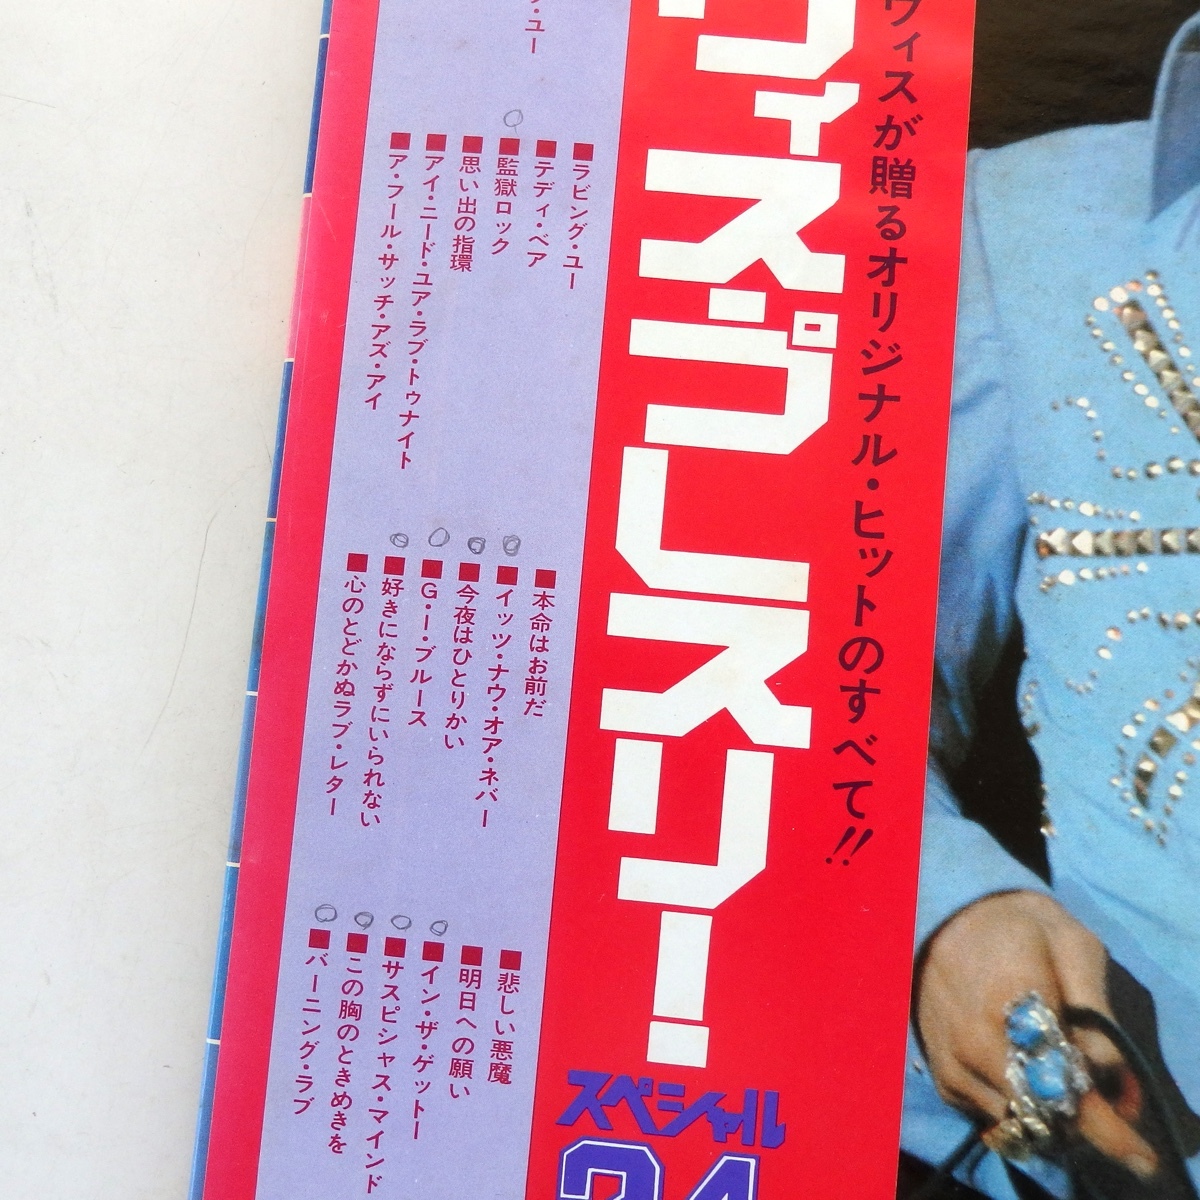 ヴィスが贈るオリジナル・ヒットのすべて!!
ヴィス・プレスリー!
スペシャル
24
・ユー
■ラビング・ユー
■テディ・ベア
■監獄ロック
■思い出の指環
■アイ・ニード・ユア・ラブ・トゥナイト
■ア・フール・サッチ・アズ・アイ
■本命はお前だ
■イッツ・ナウ・オア・ネバー
■今夜はひとりかい
■G・I・ブルース
■好きにならずにいられない
■心のとどかぬラブ・レター
■悲しい悪魔
■明日への願い
■イン・ザ・ゲットー
■サスピシャス・マインド
■この胸のときめきを
■バーニング・ラブ